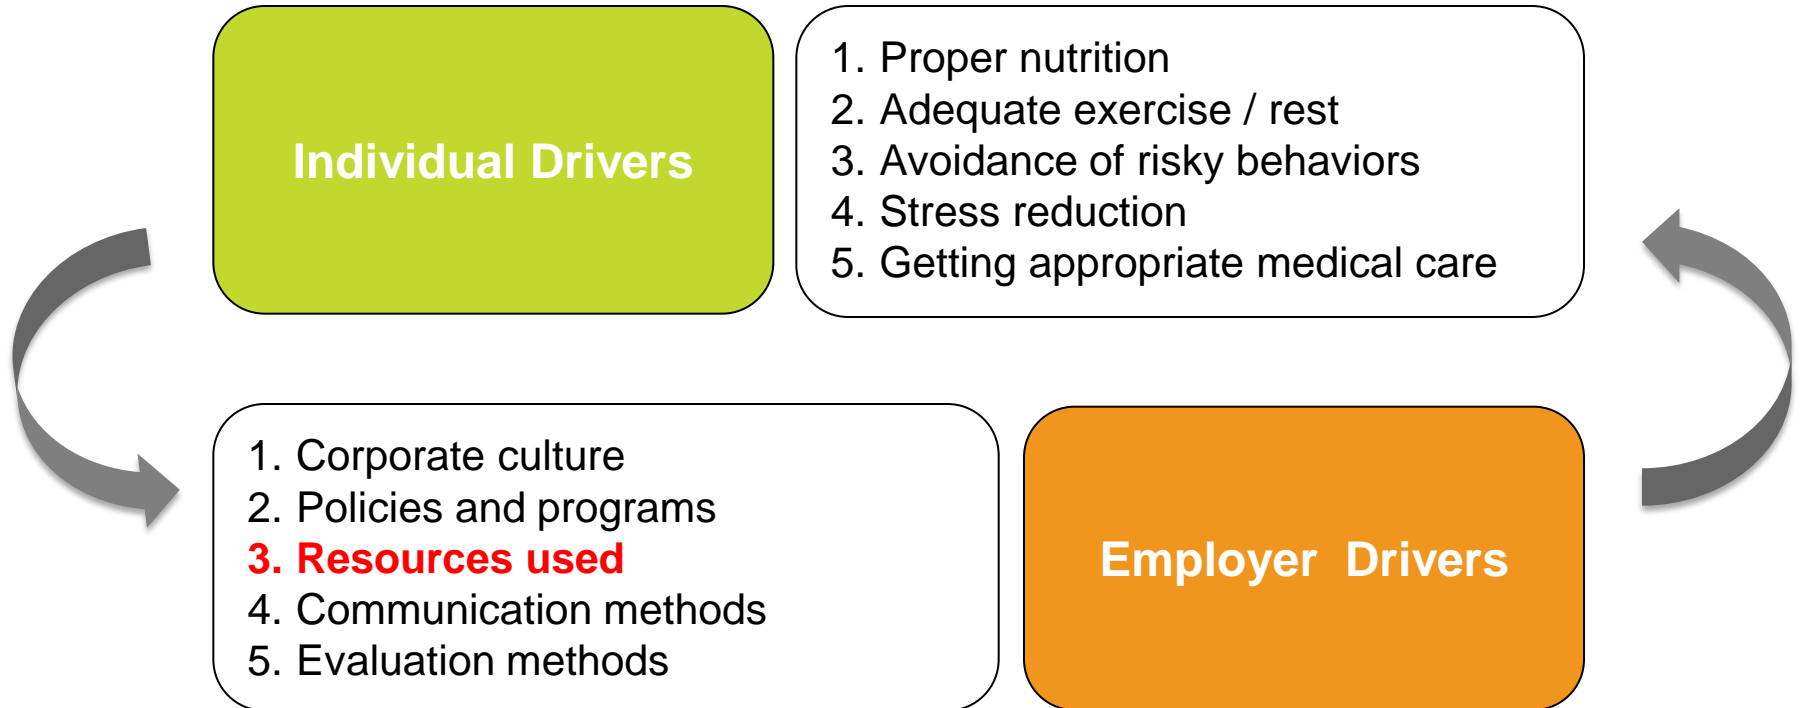 Individual Drivers
1. Proper nutrition
2. Adequate exercise / rest
3. Avoidance of risky behaviors
4. Stress reduction
5. Getting appropriate medical care
1. Corporate culture
2. Policies and programs
3. Resources used
4. Communication methods
5. Evaluation methods
Employer  Drivers